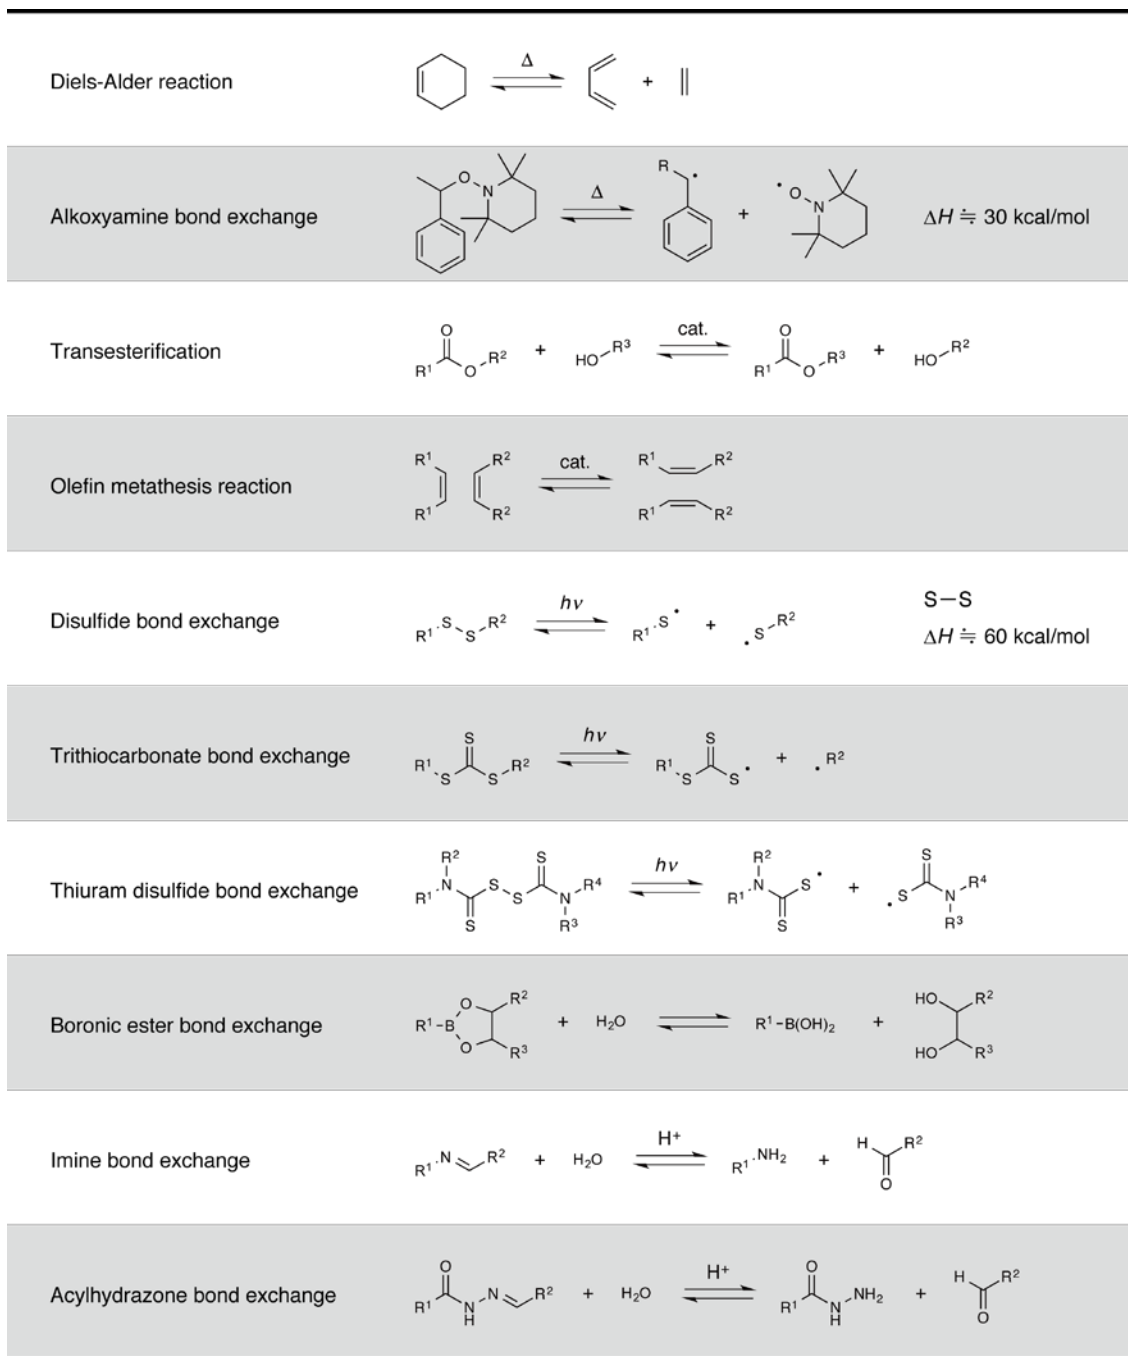 Diels-Alder reaction
Δ
+
Alkoxyamine bond exchange
O
N
Δ
R
•
+
• O
N
ΔH ≒ 30 kcal/mol
Transesterification
O
R¹ O R²
+
HO R³
cat.
O
R¹ O R³
+
HO R²
Olefin metathesis reaction
R¹ R²
R¹ R²
cat.
R¹ R²
R¹ R²
Disulfide bond exchange
R¹ S S R²
hν
R¹ S •
+
• S R²
S−S
ΔH ≒ 60 kcal/mol
Trithiocarbonate bond exchange
S
R¹ S S R²
hν
S
R¹ S S •
+
• R²
Thiuram disulfide bond exchange
R²
R¹ N S S S N R⁴
S R³
hν
R²
R¹ N S •
S
+
S
• S N R⁴
R³
Boronic ester bond exchange
R¹-B O O R² R³
+
H₂O
R¹-B(OH)₂
+
HO R²
HO R³
Imine bond exchange
R¹ N R²
+
H₂O
H⁺
R¹ NH₂
+
H R²
O
Acylhydrazone bond exchange
O
R¹ N H N R²
+
H₂O
H⁺
O
R¹ N H NH₂
+
H R²
O